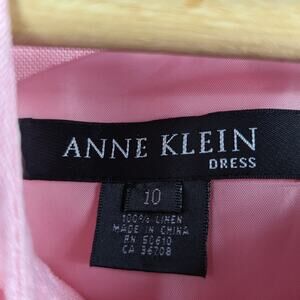 ANNE KLEIN
DRESS
10
100% LINEN
MADE IN CHINA
RN 50610
CA 36708